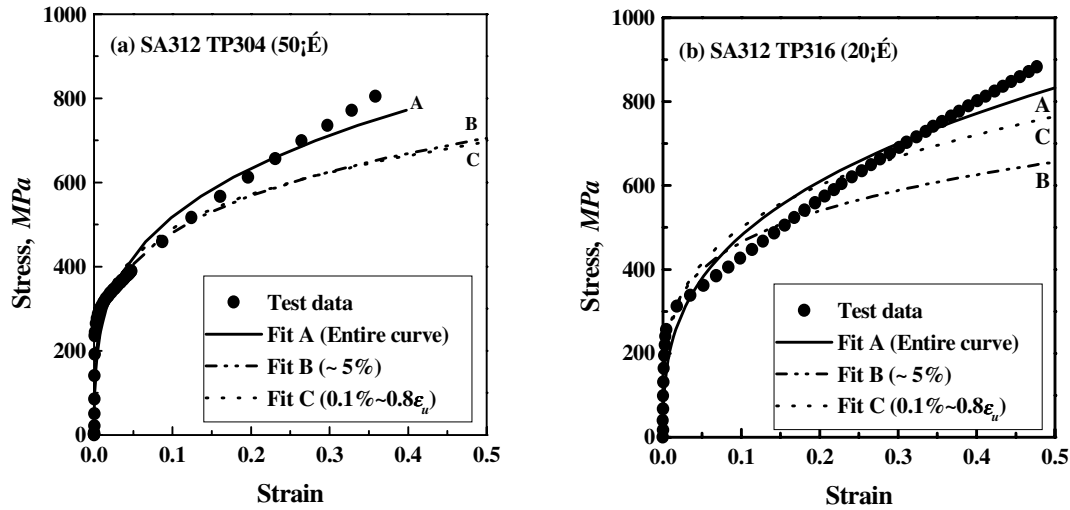 1000
(a) SA312 TP304 (50¡É)
800
A
B
600
C
400
Test data
Fit A (Entire curve)
200
Fit B (~ 5%)
Fit C (0.1%~0.8εu)
0
0.0 0.1 0.2 0.3 0.4 0.5
Strain
Stress, MPa
1000
(b) SA312 TP316 (20¡É)
800
A
C
600
B
400
Test data
Fit A (Entire curve)
200
Fit B (~ 5%)
Fit C (0.1%~0.8εu)
0
0.0 0.1 0.2 0.3 0.4 0.5
Strain
Stress, MPa